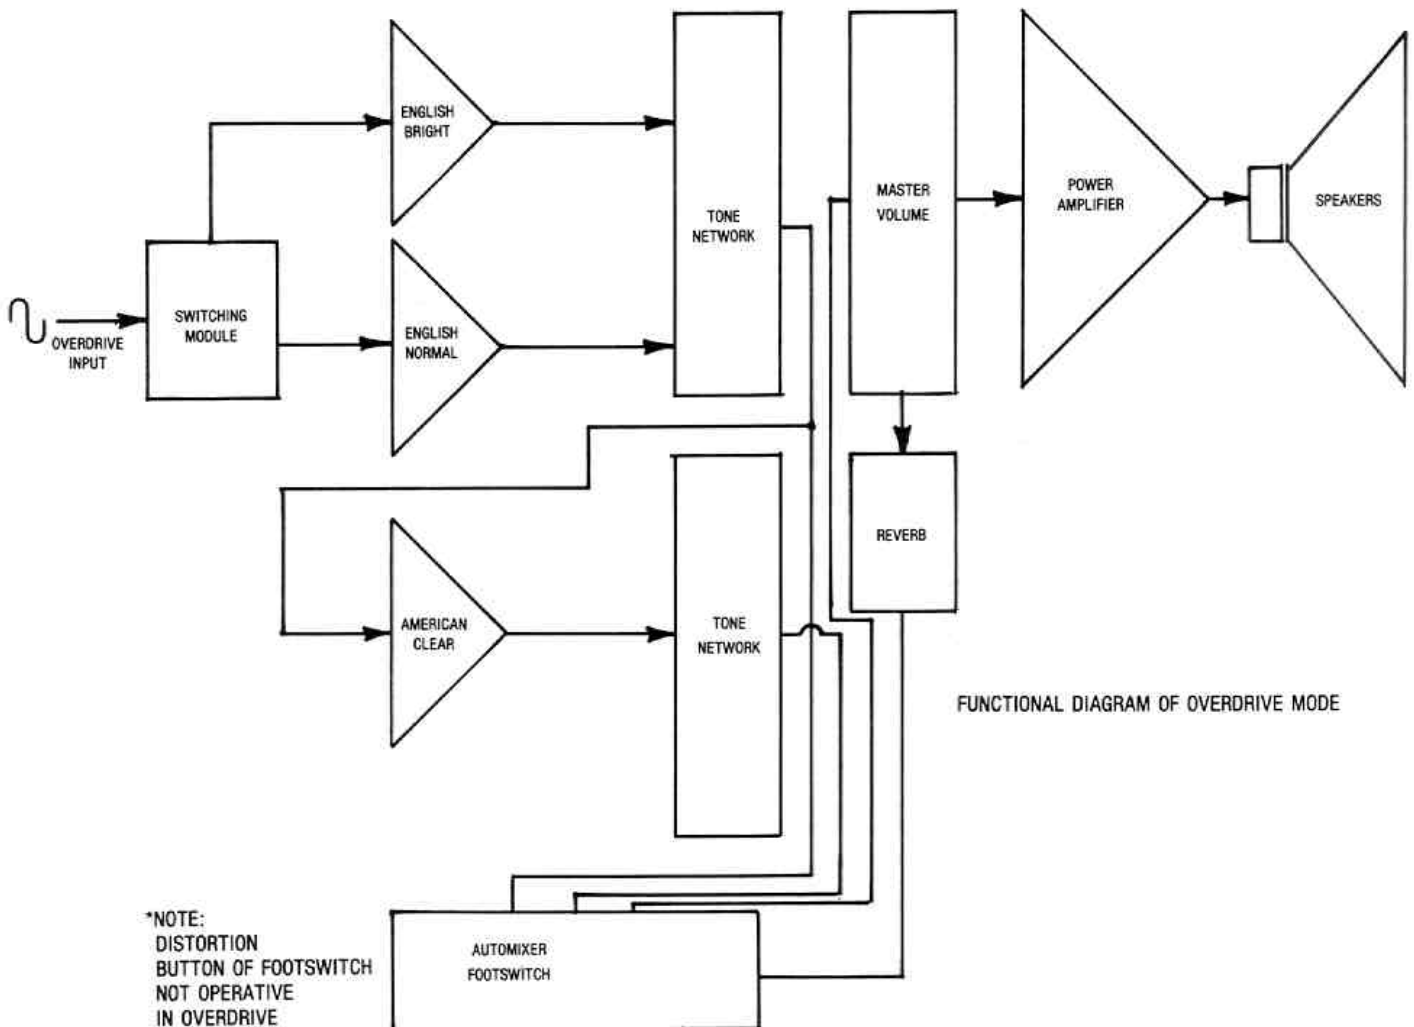 ENGLISH
BRIGHT
TONE
NETWORK
MASTER
VOLUME
POWER
AMPLIFIER
SPEAKERS
SWITCHING
MODULE
OVERDRIVE
INPUT
ENGLISH
NORMAL
REVERB
AMERICAN
CLEAR
TONE
NETWORK
FUNCTIONAL DIAGRAM OF OVERDRIVE MODE
*NOTE:
DISTORTION
BUTTON OF FOOTSWITCH
NOT OPERATIVE
IN OVERDRIVE
AUTOMIXER
FOOTSWITCH